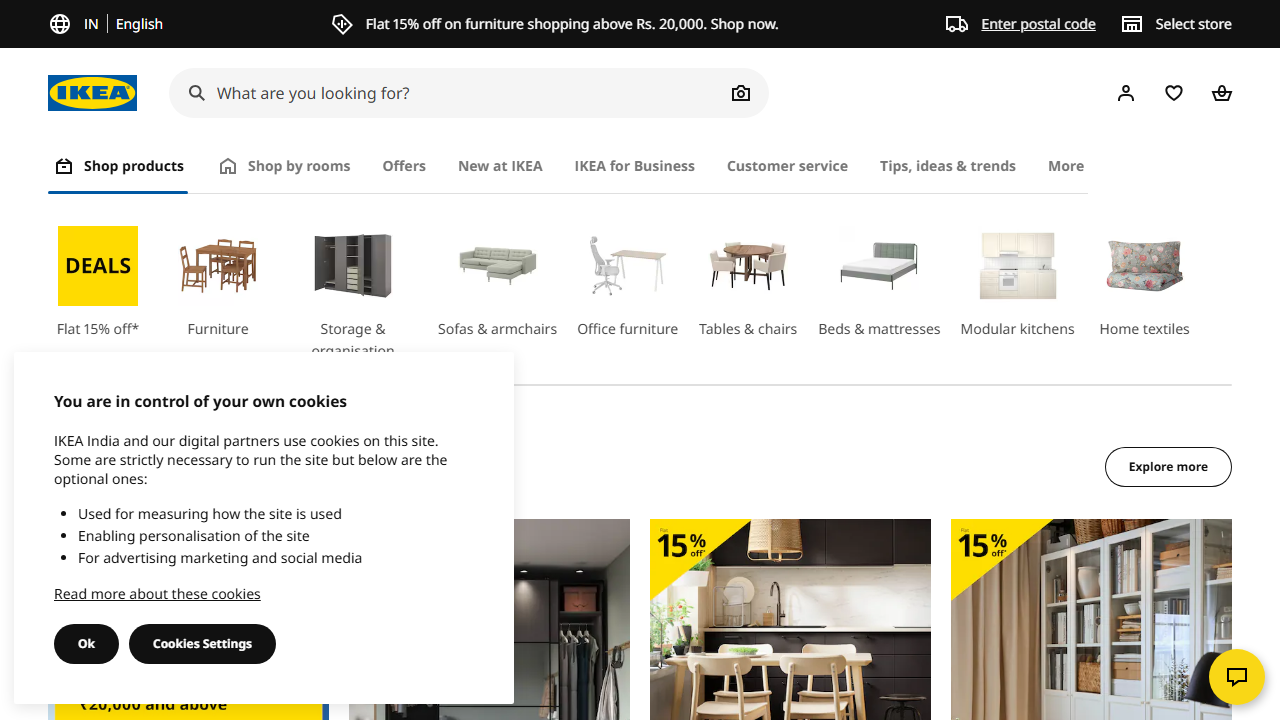 IN
English
Flat 15% off on furniture shopping above Rs. 20,000. Shop now.
Enter postal code
Select store
IKEA
What are you looking for?
Shop products
Shop by rooms
Offers
New at IKEA
IKEA for Business
Customer service
Tips, ideas & trends
More
DEALS
Flat 15% off*
Furniture
Storage &
organisation
Sofas & armchairs
Office furniture
Tables & chairs
Beds & mattresses
Modular kitchens
Home textiles
You are in control of your own cookies
IKEA India and our digital partners use cookies on this site.
Some are strictly necessary to run the site but below are the
optional ones:
Used for measuring how the site is used
Enabling personalisation of the site
For advertising marketing and social media
Read more about these cookies
Ok
Cookies Settings
Explore more
Flat
15%
off*
Flat
15%
off*
₹20,000 and above